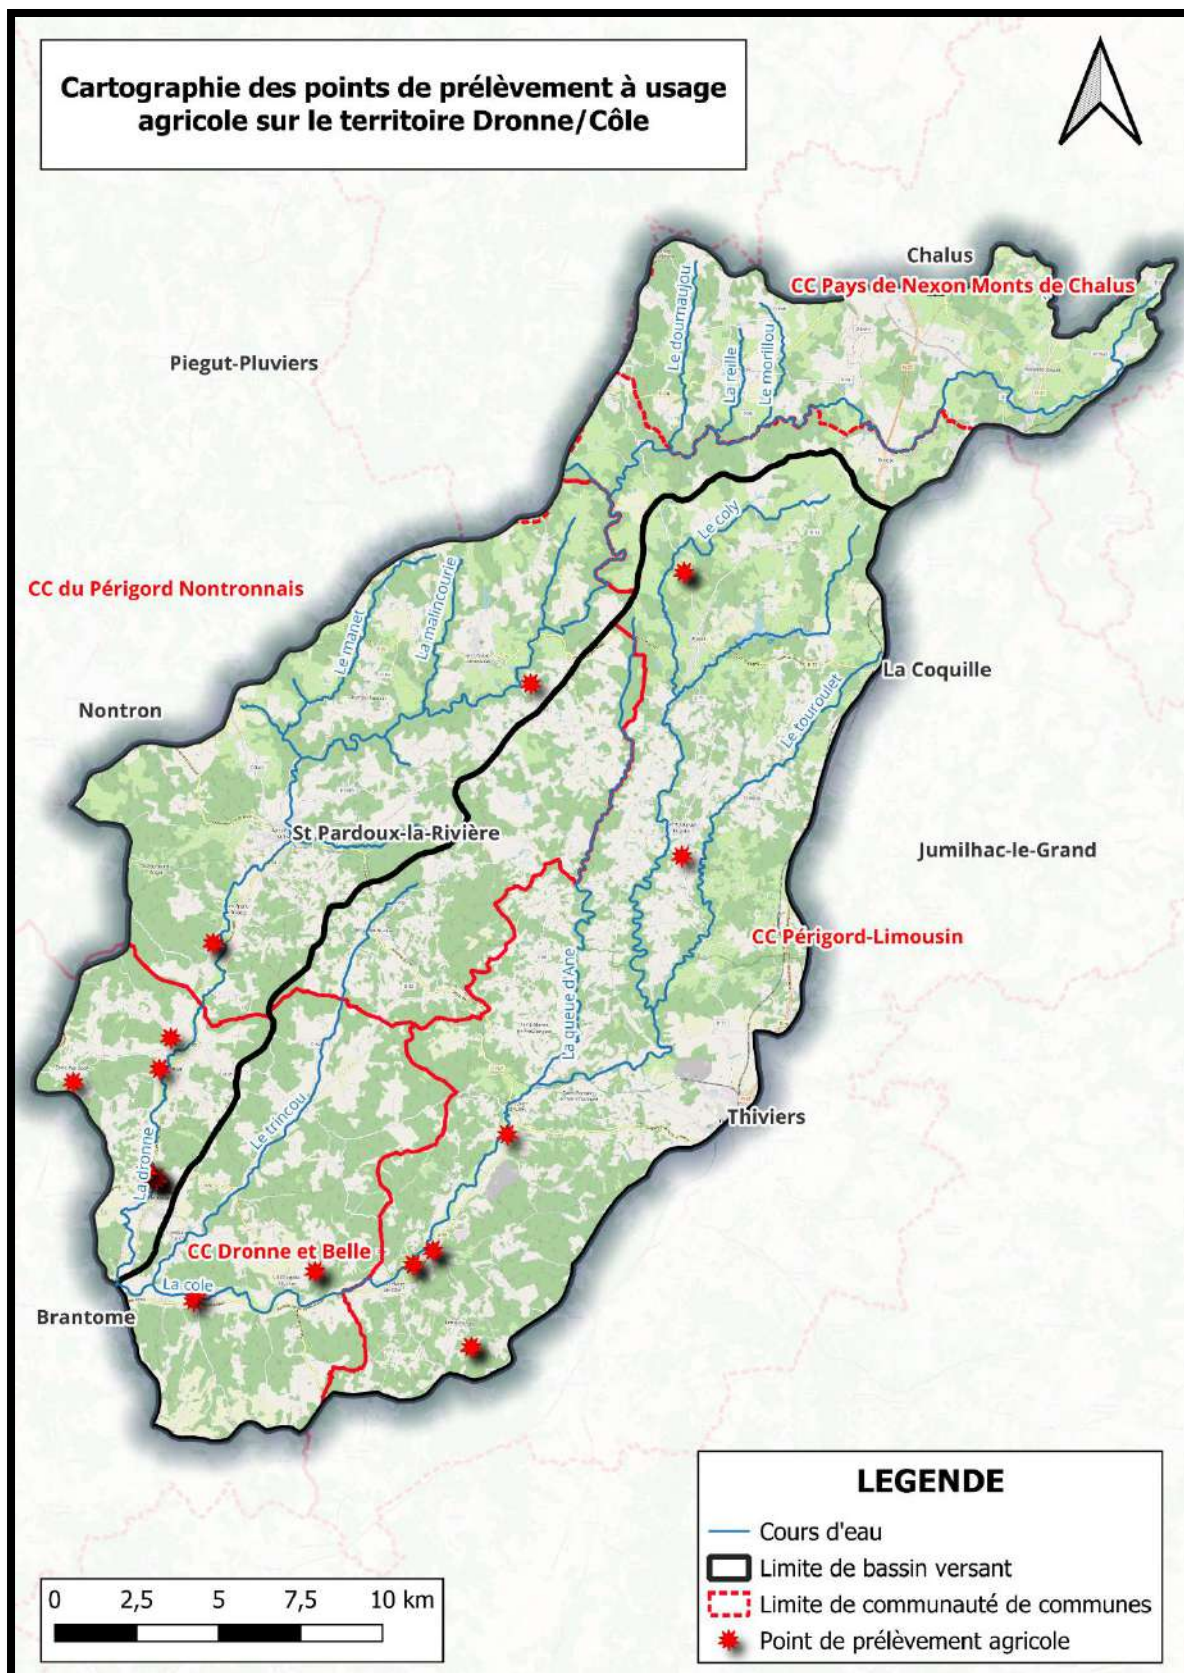 Cartographie des points de prélèvement à usage
agricole sur le territoire Dronne/Côle
Chalus
CC Pays de Nexon Monts de Chalus
Le dournaujou
La reille
Le morillou
Piegut-Pluviers
Le coly
CC du Périgord Nontronnais
Le manet
La malincourie
La Coquille
Le touroulet
Nontron
St Pardoux-la-Rivière
Jumilhac-le-Grand
CC Périgord-Limousin
La queue d'Ane
Le trincou
Thiviers
La dronne
CC Dronne et Belle
La cole
Brantome
LEGENDE
Cours d'eau
Limite de bassin versant
Limite de communauté de communes
Point de prélèvement agricole
0 2,5 5 7,5 10 km